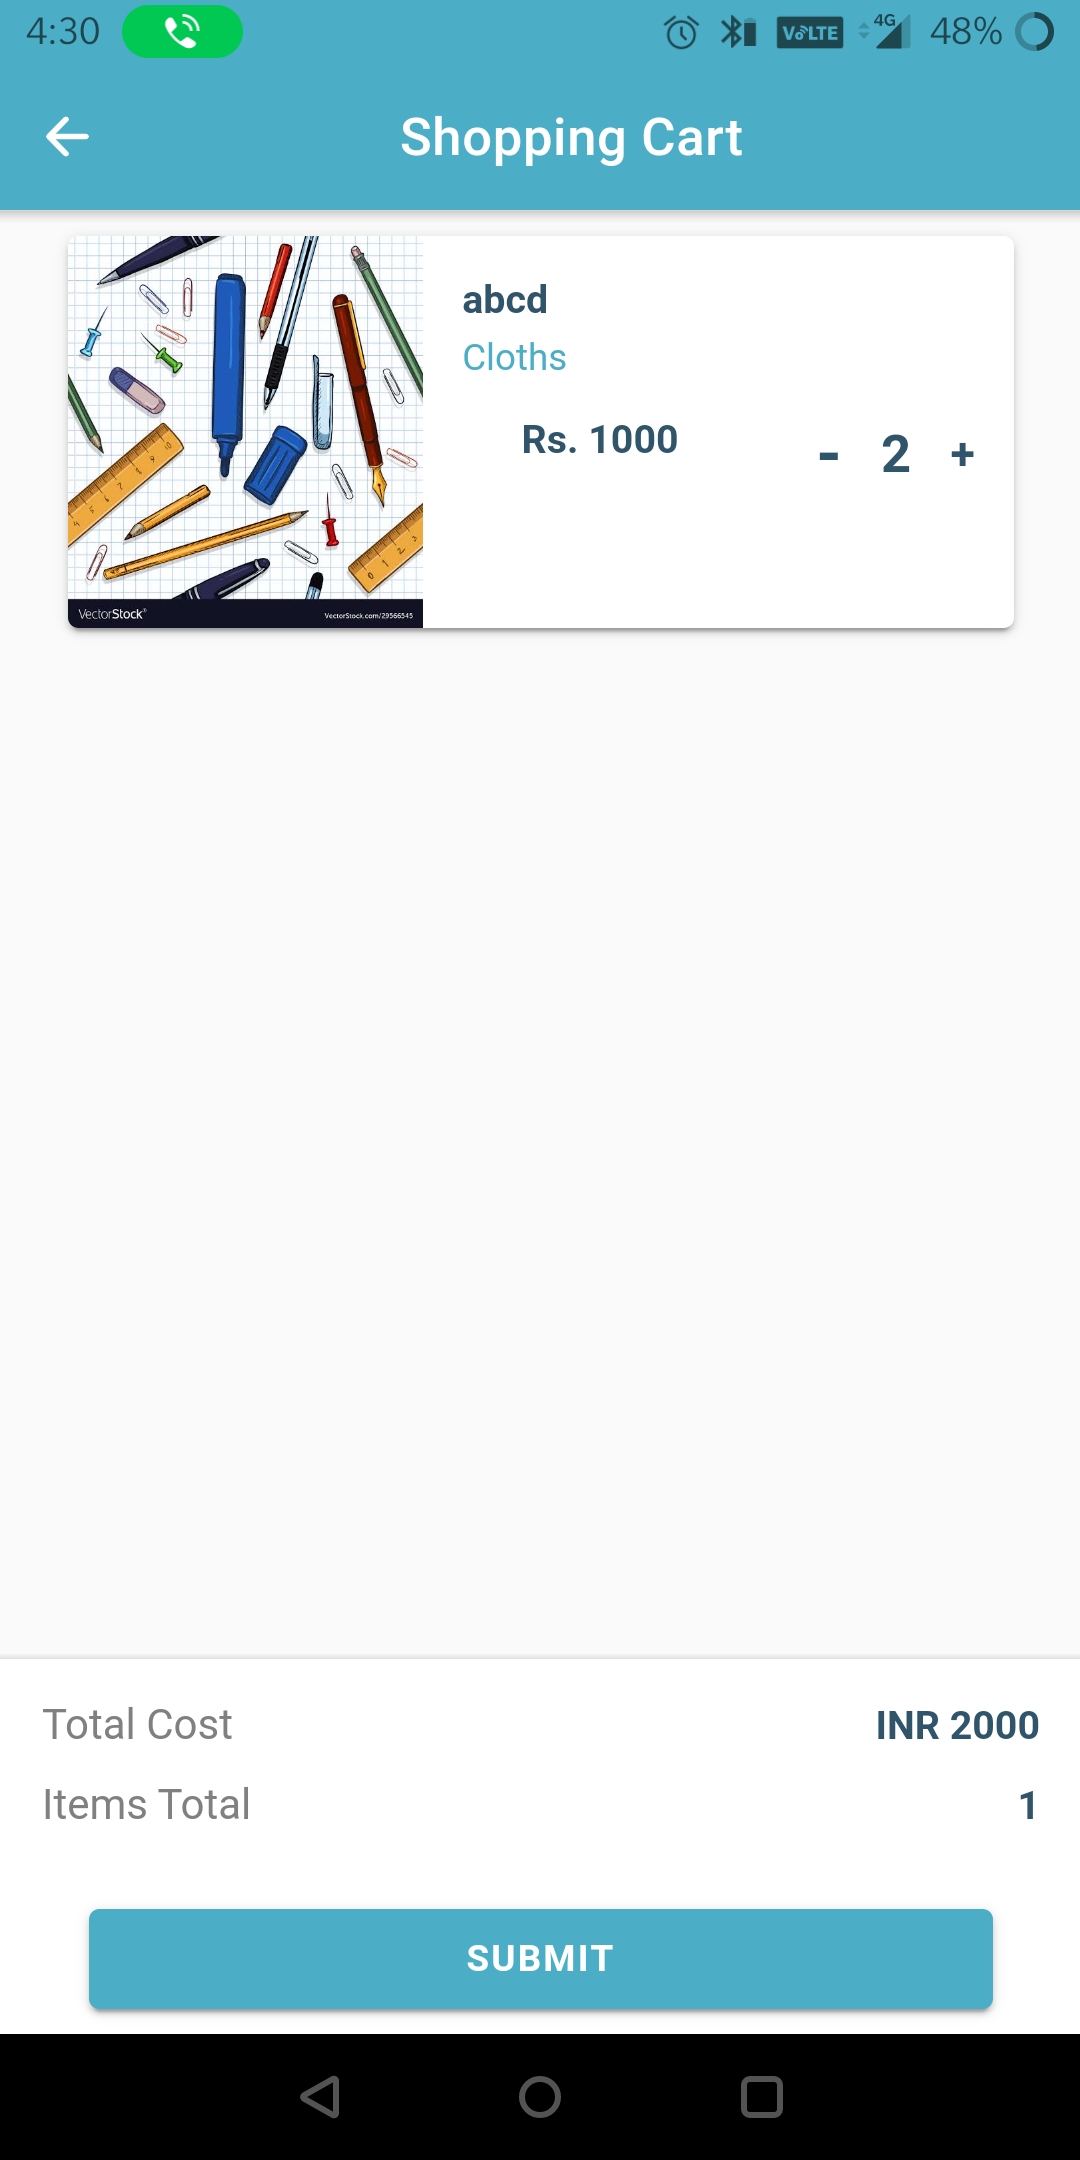 4:30 VoLTE 4G 48%
Shopping Cart
abcd
Cloths
Rs. 1000 - 2 +
VectorStock® VectorStock.com/29566545
Total Cost INR 2000
Items Total 1
SUBMIT